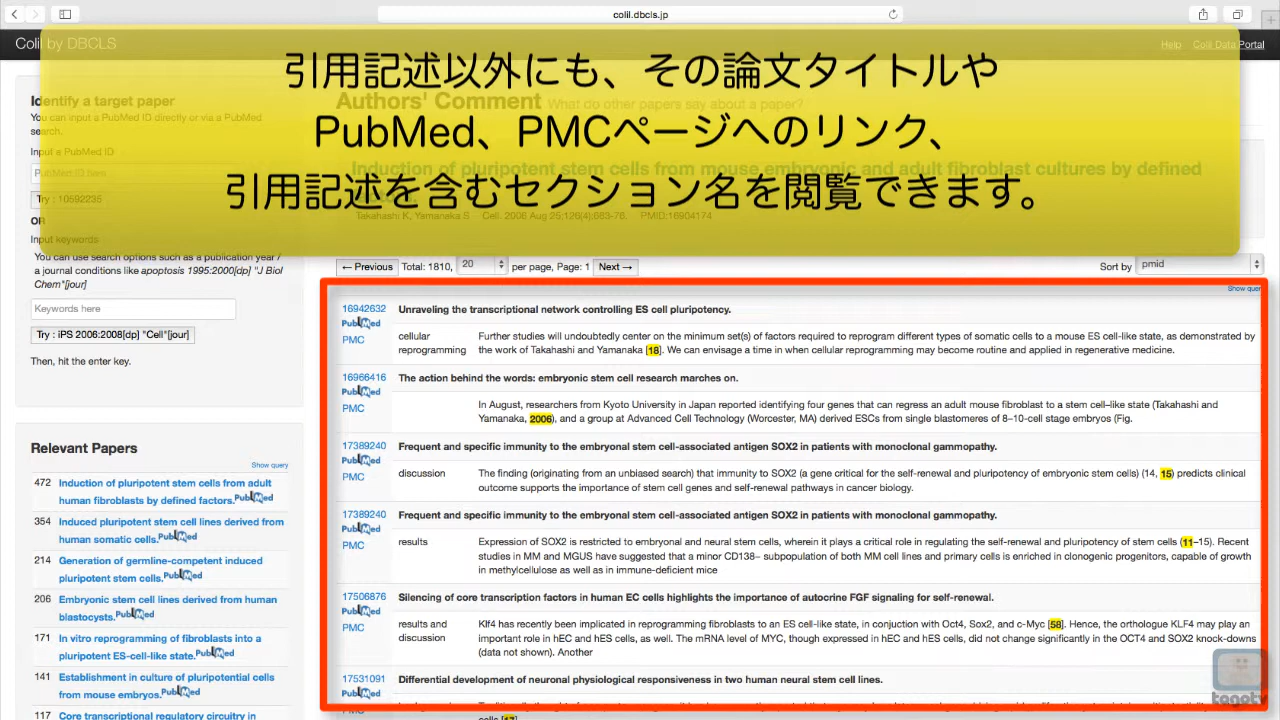 colil.dbcls.jp
Colil by DBCLS
Help
Colil Data Portal
引用記述以外にも、その論文タイトルや
PubMed、PMCページへのリンク、
引用記述を含むセクション名を閲覧できます。
Identify a target paper
You can input a PubMed ID directly or via a PubMed
search.
Input a PubMed ID
PubMed ID here
Try : 10592235
OR
Input keywords
You can use search options such as a publication year /
a journal conditions like apoptosis 1995:2000[dp] "J Biol
Chem"[jour]
Keywords here
Try : iPS 2006:2008[dp] "Cell"[jour]
Then, hit the enter key.
Relevant Papers
Show query
472 Induction of pluripotent stem cells from adult
human fibroblasts by defined factors. PubMed
354 Induced pluripotent stem cell lines derived from
human somatic cells. PubMed
214 Generation of germline-competent induced
pluripotent stem cells. PubMed
206 Embryonic stem cell lines derived from human
blastocysts. PubMed
171 In vitro reprogramming of fibroblasts into a
pluripotent ES-cell-like state. PubMed
141 Establishment in culture of pluripotential cells
from mouse embryos. PubMed
117 Core transcriptional regulatory circuitry in
Authors' Comment What do other papers say about a paper?
Induction of pluripotent stem cells from mouse embryonic and adult fibroblast cultures by defined
Takahashi K, Yamanaka S Cell. 2006 Aug 25;126(4):663-76. PMID:16904174
← Previous Total: 1810, 20 per page, Page: 1 Next → Sort by pmid
Show quer
16942632 Unraveling the transcriptional network controlling ES cell pluripotency.
PubMed
PMC
cellular
reprogramming
Further studies will undoubtedly center on the minimum set(s) of factors required to reprogram different types of somatic cells to a mouse ES cell-like state, as demonstrated by
the work of Takahashi and Yamanaka [18]. We can envisage a time in when cellular reprogramming may become routine and applied in regenerative medicine.
16966416 The action behind the words: embryonic stem cell research marches on.
PubMed
PMC
In August, researchers from Kyoto University in Japan reported identifying four genes that can regress an adult mouse fibroblast to a stem cell–like state (Takahashi and
Yamanaka, 2006), and a group at Advanced Cell Technology (Worcester, MA) derived ESCs from single blastomeres of 8–10-cell stage embryos (Fig.
17389240 Frequent and specific immunity to the embryonal stem cell-associated antigen SOX2 in patients with monoclonal gammopathy.
PubMed
PMC
discussion
The finding (originating from an unbiased search) that immunity to SOX2 (a gene critical for the self-renewal and pluripotency of embryonic stem cells) (14, 15) predicts clinical
outcome supports the importance of stem cell genes and self-renewal pathways in cancer biology.
17389240 Frequent and specific immunity to the embryonal stem cell-associated antigen SOX2 in patients with monoclonal gammopathy.
PubMed
PMC
results
Expression of SOX2 is restricted to embryonal and neural stem cells, wherein it plays a critical role in regulating the self-renewal and pluripotency of stem cells (11–15). Recent
studies in MM and MGUS have suggested that a minor CD138– subpopulation of both MM cell lines and primary cells is enriched in clonogenic progenitors, capable of growth
in methylcellulose as well as in immune-deficient mice
17506876 Silencing of core transcription factors in human EC cells highlights the importance of autocrine FGF signaling for self-renewal.
PubMed
PMC
results and
discussion
Klf4 has recently been implicated in reprogramming fibroblasts to an ES cell-like state, in conjunction with Oct4, Sox2, and c-Myc [58]. Hence, the orthologue KLF4 may play an
important role in hEC and hES cells, as well. The mRNA level of MYC, though expressed in hEC and hES cells, did not change significantly in the OCT4 and SOX2 knock-downs
(data not shown). Another
17531091 Differential development of neuronal physiological responsiveness in two human neural stem cell lines.
PubMed
PMC
cells [17]
togotv